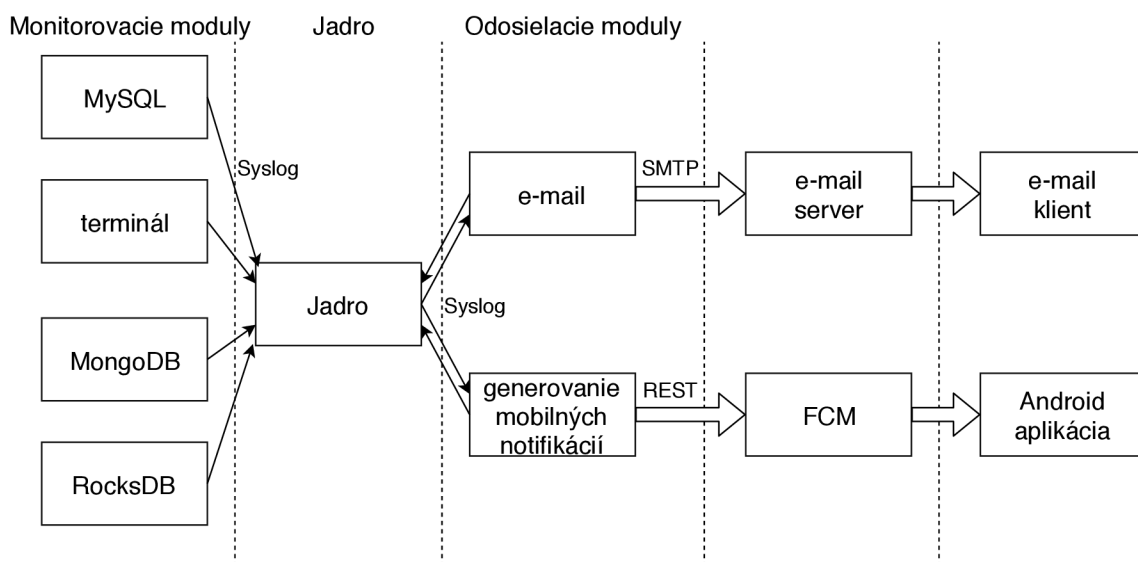 Monitorovacie moduly
Jadro
Odosielacie moduly
MySQL
Syslog
terminál
MongoDB
RocksDB
Jadro
Syslog
e-mail
SMTP
e-mail
server
e-mail
klient
generovanie
mobilných
notifikácií
REST
FCM
Android
aplikácia